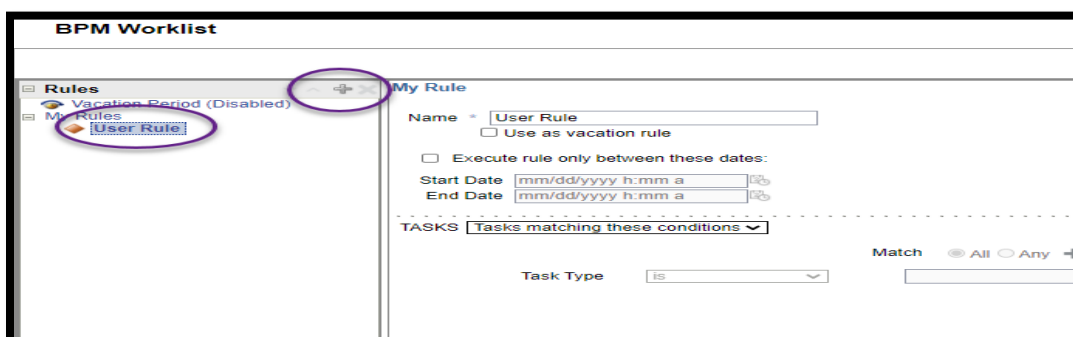 BPM Worklist
Rules
Vacation Period (Disabled)
My Rules
User Rule
My Rule
Name * User Rule
Use as vacation rule
Execute rule only between these dates:
Start Date mm/dd/yyyy h:mm a
End Date mm/dd/yyyy h:mm a
TASKS Tasks matching these conditions
Match All Any
Task Type is